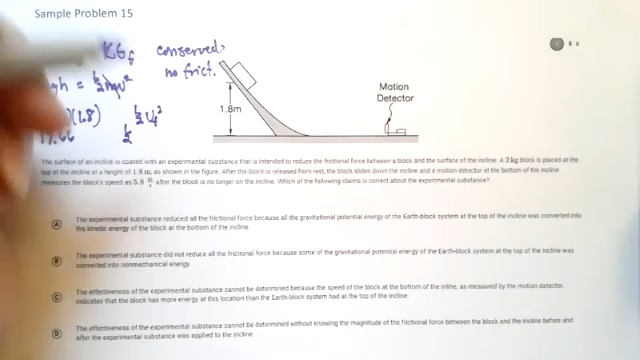 Sample Problem 15
KE_f conserved
no frict.
gh = ½mv²
)(1.8) ½ v_f²
½
1.8m
Motion
Detector
The surface of an incline is coated with an experimental substance that is intended to reduce the frictional force between a block and the surface of the incline. A 2 kg block is placed at the
top of the incline at a height of 1.8 m, as shown in the figure. After the block is released from rest, the block slides down the incline and a motion detector at the bottom of the incline
measures the block's speed as 5.8 m/s after the block is no longer on the incline. Which of the following claims is correct about the experimental substance?
A The experimental substance reduced all the frictional force because all the gravitational potential energy of the Earth-block system at the top of the incline was converted into
the kinetic energy of the block at the bottom of the incline
B The experimental substance did not reduce all the frictional force because some of the gravitational potential energy of the Earth-block system at the top of the incline was
converted into nonmechanical energy.
C The effectiveness of the experimental substance cannot be determined because the speed of the block at the bottom of the incline, as measured by the motion detector,
indicates that the block has more energy at this location than the Earth-block system had at the top of the incline.
D The effectiveness of the experimental substance cannot be determined without knowing the magnitude of the frictional force between the block and the incline before and
after the experimental substance was applied to the incline